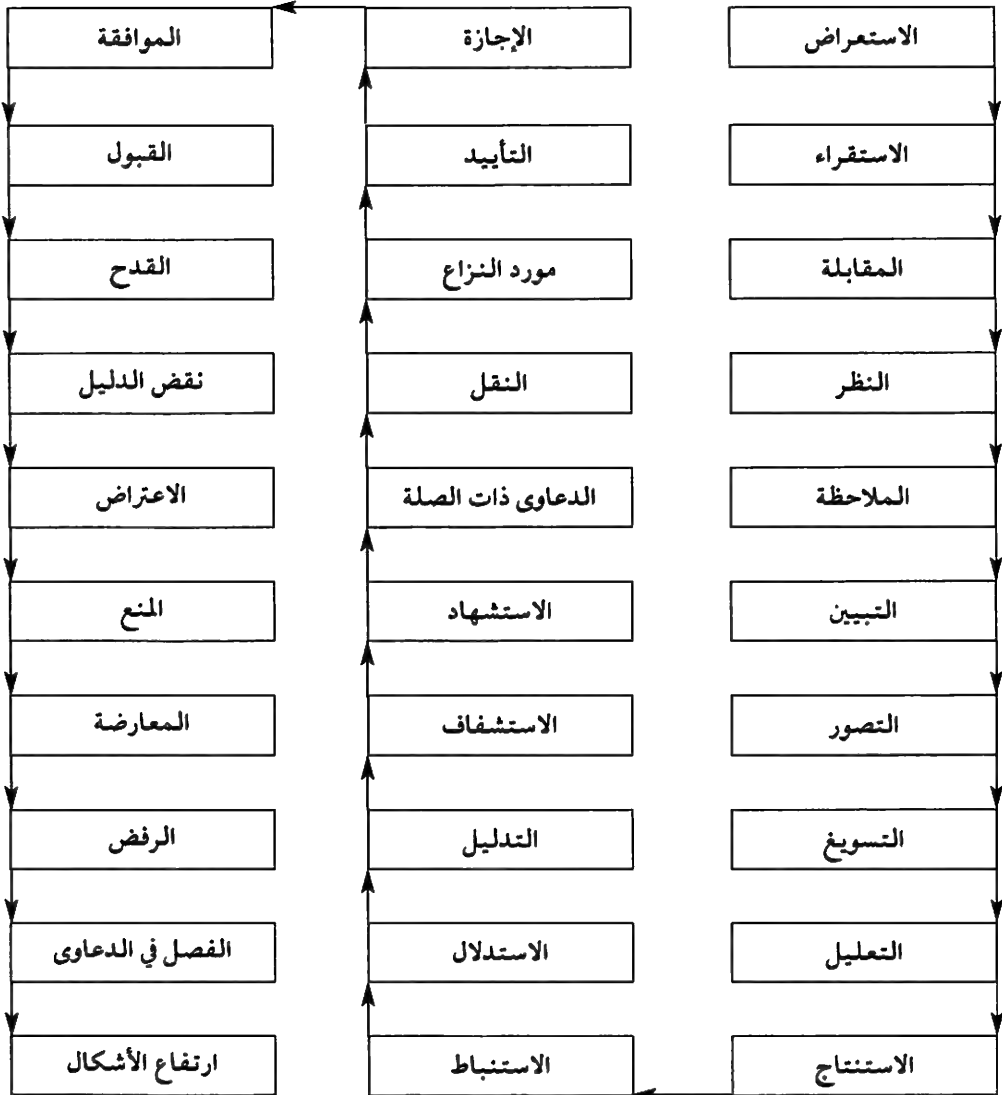 الاستعراض
الاستقراء
المقابلة
النظر
الملاحظة
التبيين
التصور
التسويغ
التعليل
الاستنتاج
الاستنباط
الاستدلال
التدليل
الاستشفاف
الاستشهاد
الدعاوى ذات الصلة
النقل
مورد النزاع
التأييد
الإجازة
الموافقة
القبول
القدح
نقض الدليل
الاعتراض
المنع
المعارضة
الرفض
الفصل في الدعاوى
ارتفاع الأشكال